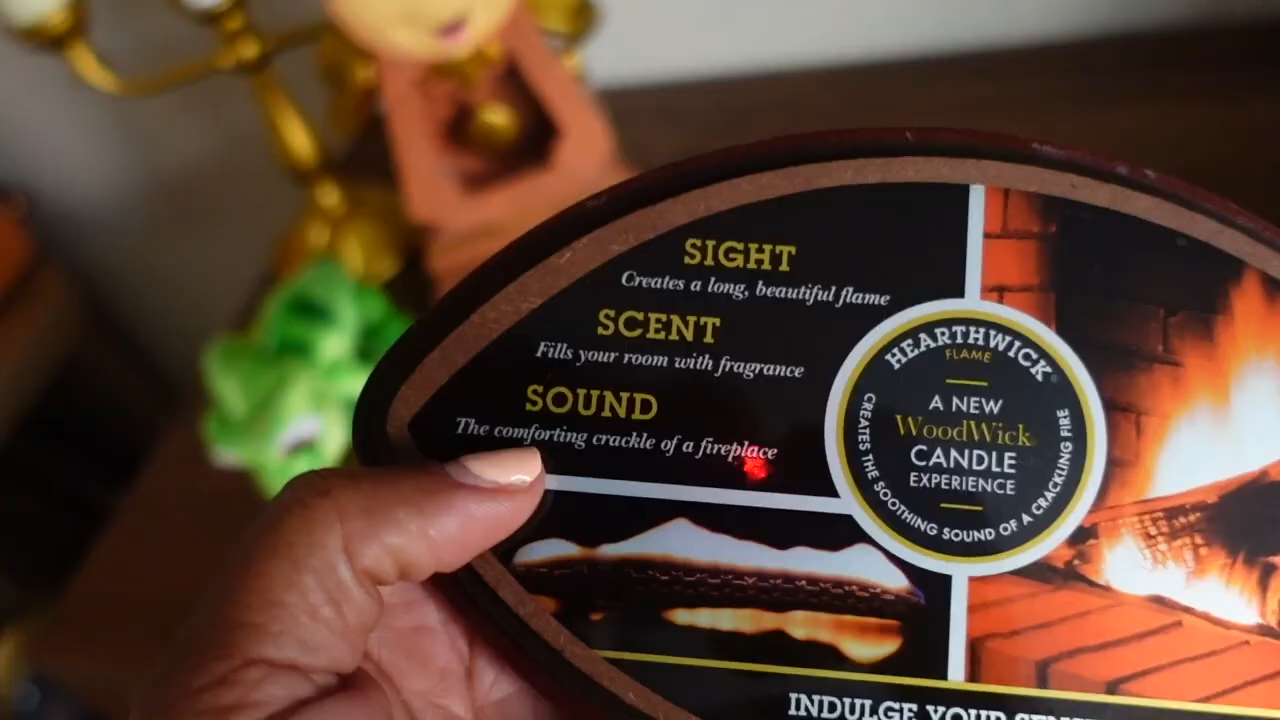 SIGHT
Creates a long, beautiful flame
SCENT
Fills your room with fragrance
SOUND
The comforting crackle of a fireplace
HEARTHWICK®
FLAME
A NEW
WoodWick®
CANDLE
EXPERIENCE
CREATES THE SOOTHING SOUND OF A CRACKLING FIRE
INDULGE YOUR